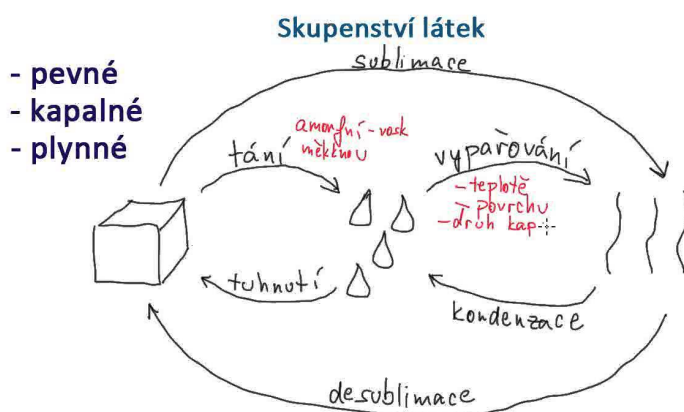 Skupenství látek
- pevné
- kapalné
- plynné
sublimace
tání
amorfní - vosk
měknou
vypařování
- teplotě
- povrchu
- druh kap
tuhnutí
kondenzace
desublimace